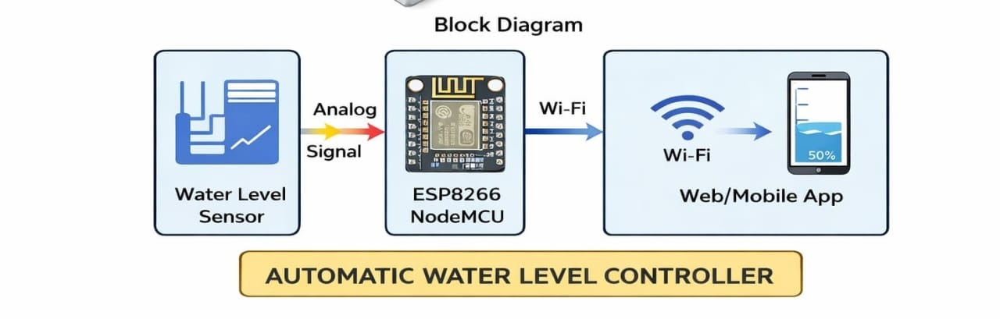 Block Diagram
Analog
Signal
Wi-Fi
Wi-Fi
50%
Water Level
Sensor
ESP8266
NodeMCU
Web/Mobile App
AUTOMATIC WATER LEVEL CONTROLLER